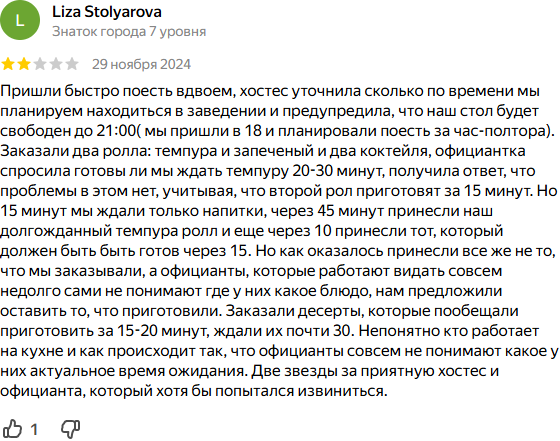 L
Liza Stolyarova
Знаток города 7 уровня
29 ноября 2024
Пришли быстро поесть вдвоем, хостес уточнила сколько по времени мы
планируем находиться в заведении и предупредила, что наш стол будет
свободен до 21:00( мы пришли в 18 и планировали поесть за час-полтора).
Заказали два ролла: темпура и запеченый и два коктейля, официантка
спросила готовы ли мы ждать темпуру 20-30 минут, получила ответ, что
проблемы в этом нет, учитывая, что второй рол приготовят за 15 минут. Но
15 минут мы ждали только напитки, через 45 минут принесли наш
долгожданный темпура ролл и еще через 10 принесли тот, который
должен быть быть готов через 15. Но как оказалось принесли все же не то,
что мы заказывали, а официанты, которые работают видать совсем
недолго сами не понимают где у них какое блюдо, нам предложили
оставить то, что приготовили. Заказали десерты, которые пообещали
приготовить за 15-20 минут, ждали их почти 30. Непонятно кто работает
на кухне и как происходит так, что официанты совсем не понимают какое у
них актуальное время ожидания. Две звезды за приятную хостес и
официанта, который хотя бы попытался извиниться.
1